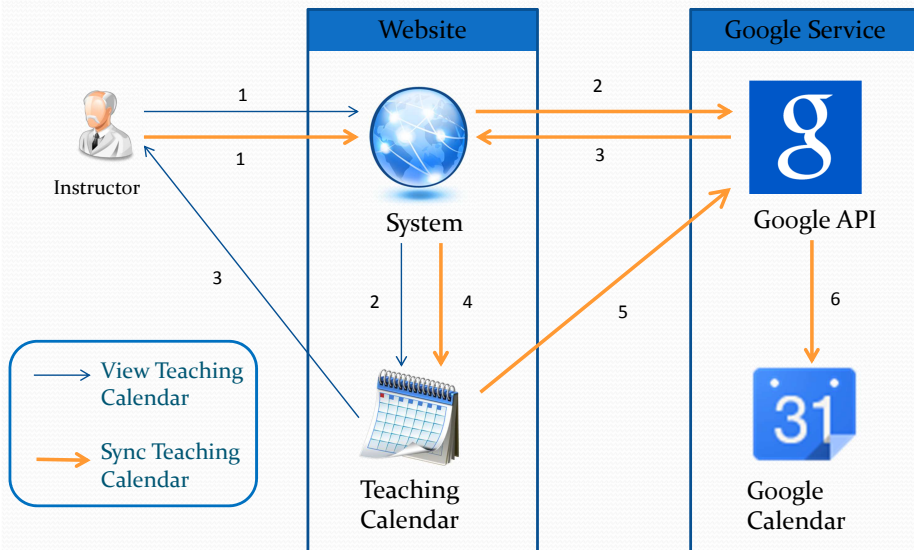 Website
Google Service
1
2
1
3
g
Instructor
System
Google API
3
2
4
5
6
View Teaching
Calendar
Sync Teaching
Calendar
31
Teaching
Calendar
Google
Calendar